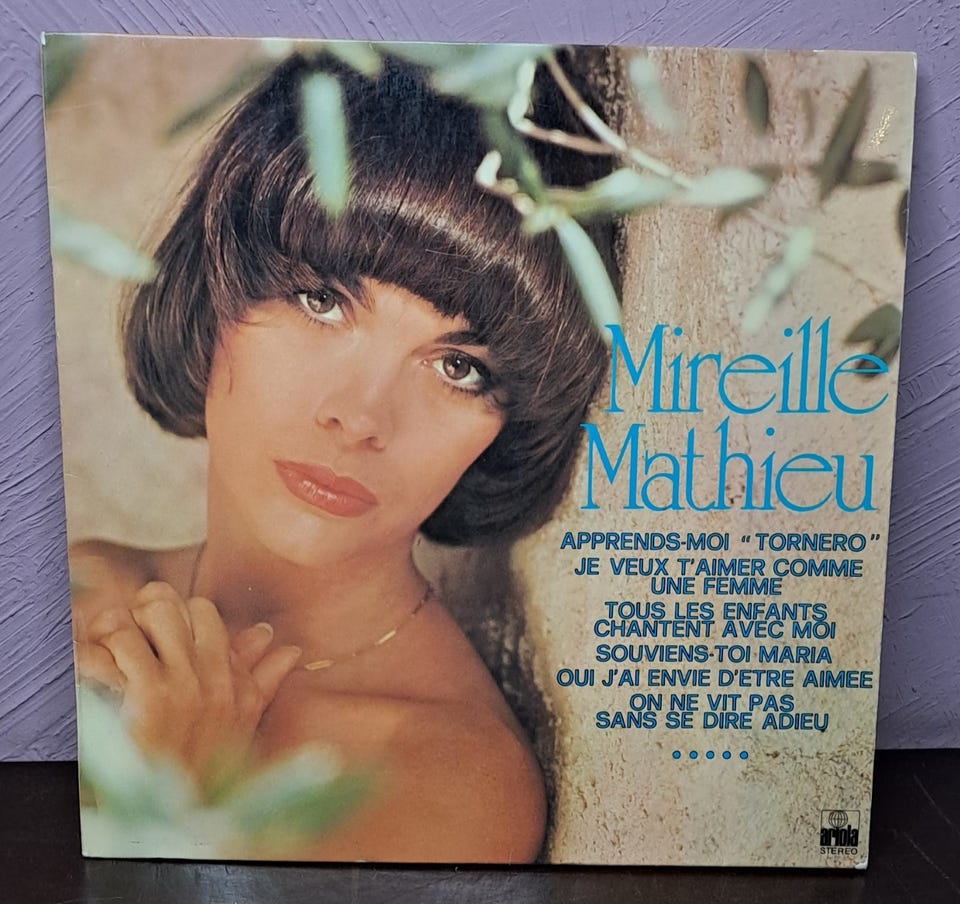 Mireille
Mathieu
APPRENDS-MOI “TORNERO”
JE VEUX T'AIMER COMME
UNE FEMME
TOUS LES ENFANTS
CHANTENT AVEC MOI
SOUVIENS-TOI MARIA
OUI J'AI ENVIE D'ETRE AIMEE
ON NE VIT PAS
SANS SE DIRE ADIEU
• • • • •
ariola
STEREO